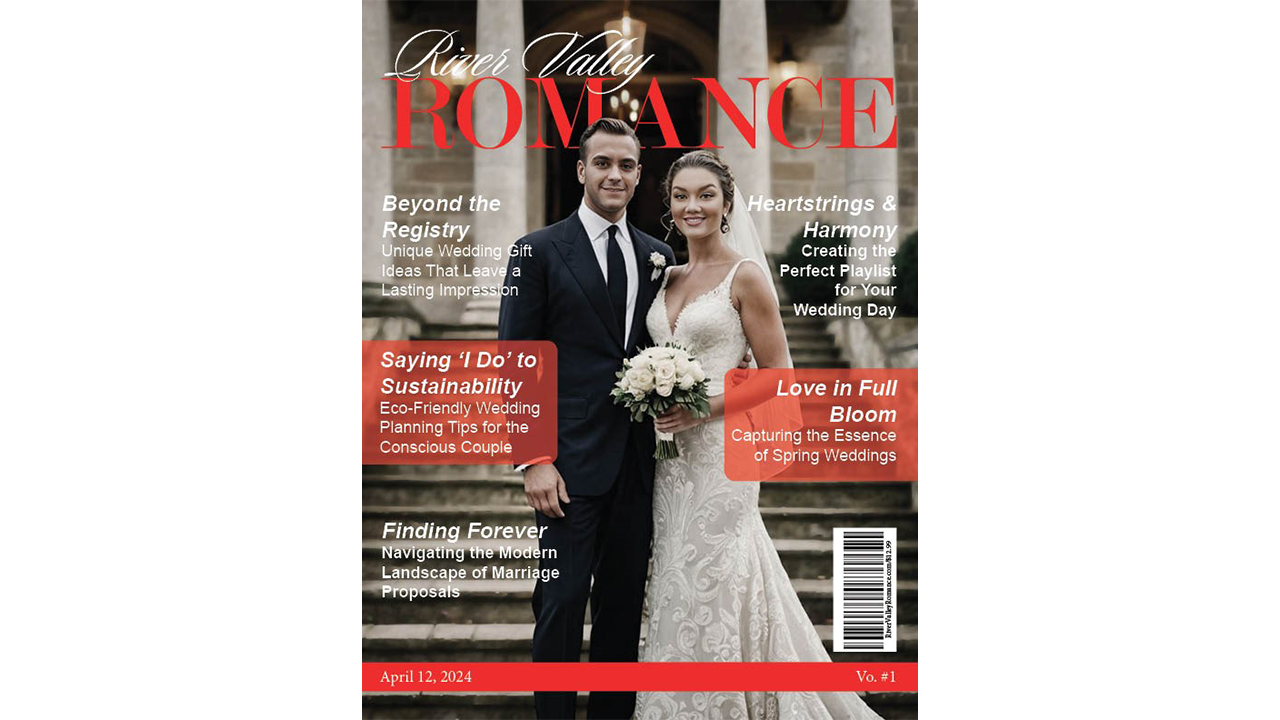 River Valley
ROMANCE
Beyond the
Registry
Unique Wedding Gift
Ideas That Leave a
Lasting Impression
Heartstrings &
Harmony
Creating the
Perfect Playlist
for Your
Wedding Day
Saying ‘I Do’ to
Sustainability
Eco-Friendly Wedding
Planning Tips for the
Conscious Couple
Love in Full
Bloom
Capturing the Essence
of Spring Weddings
Finding Forever
Navigating the Modern
Landscape of Marriage
Proposals
RiverValleyRomance.com/$12.99
April 12, 2024
Vo. #1